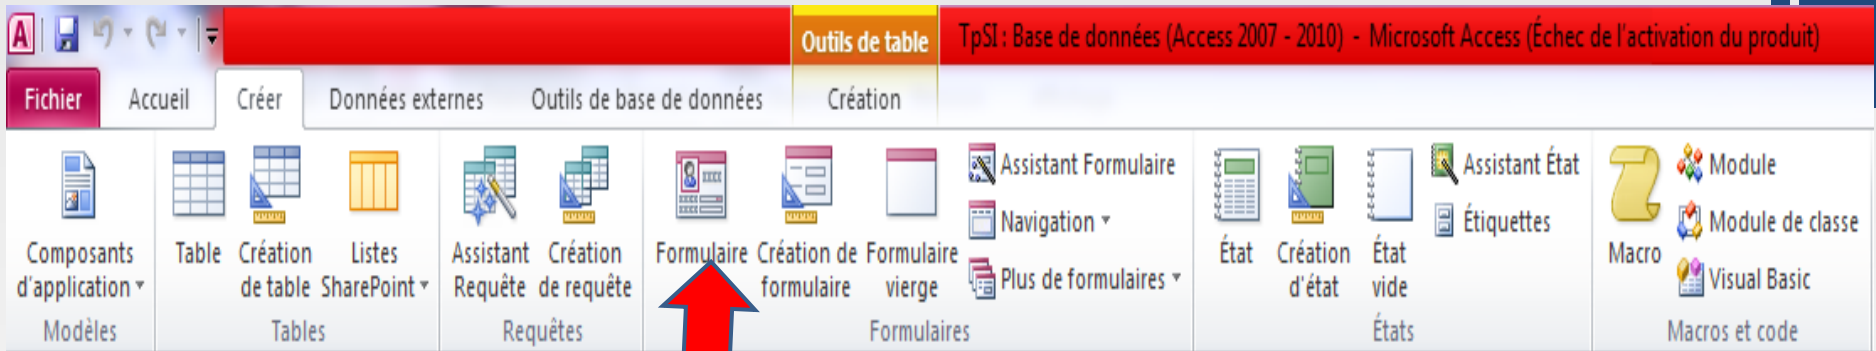 Outils de table
TpSI : Base de données (Access 2007 - 2010) - Microsoft Access (Échec de l'activation du produit)
Fichier Accueil Créer Données externes Outils de base de données Création
Composants
d'application
Table
Création
de table
Listes
SharePoint
Assistant
Requête
Création
de requête
Formulaire
Création de
formulaire
Formulaire
vierge
Assistant Formulaire
Navigation
Plus de formulaires
État
Création
d'état
État
vide
Assistant État
Étiquettes
Macro
Module
Module de classe
Visual Basic
Modèles Tables Requêtes Formulaires États Macros et code